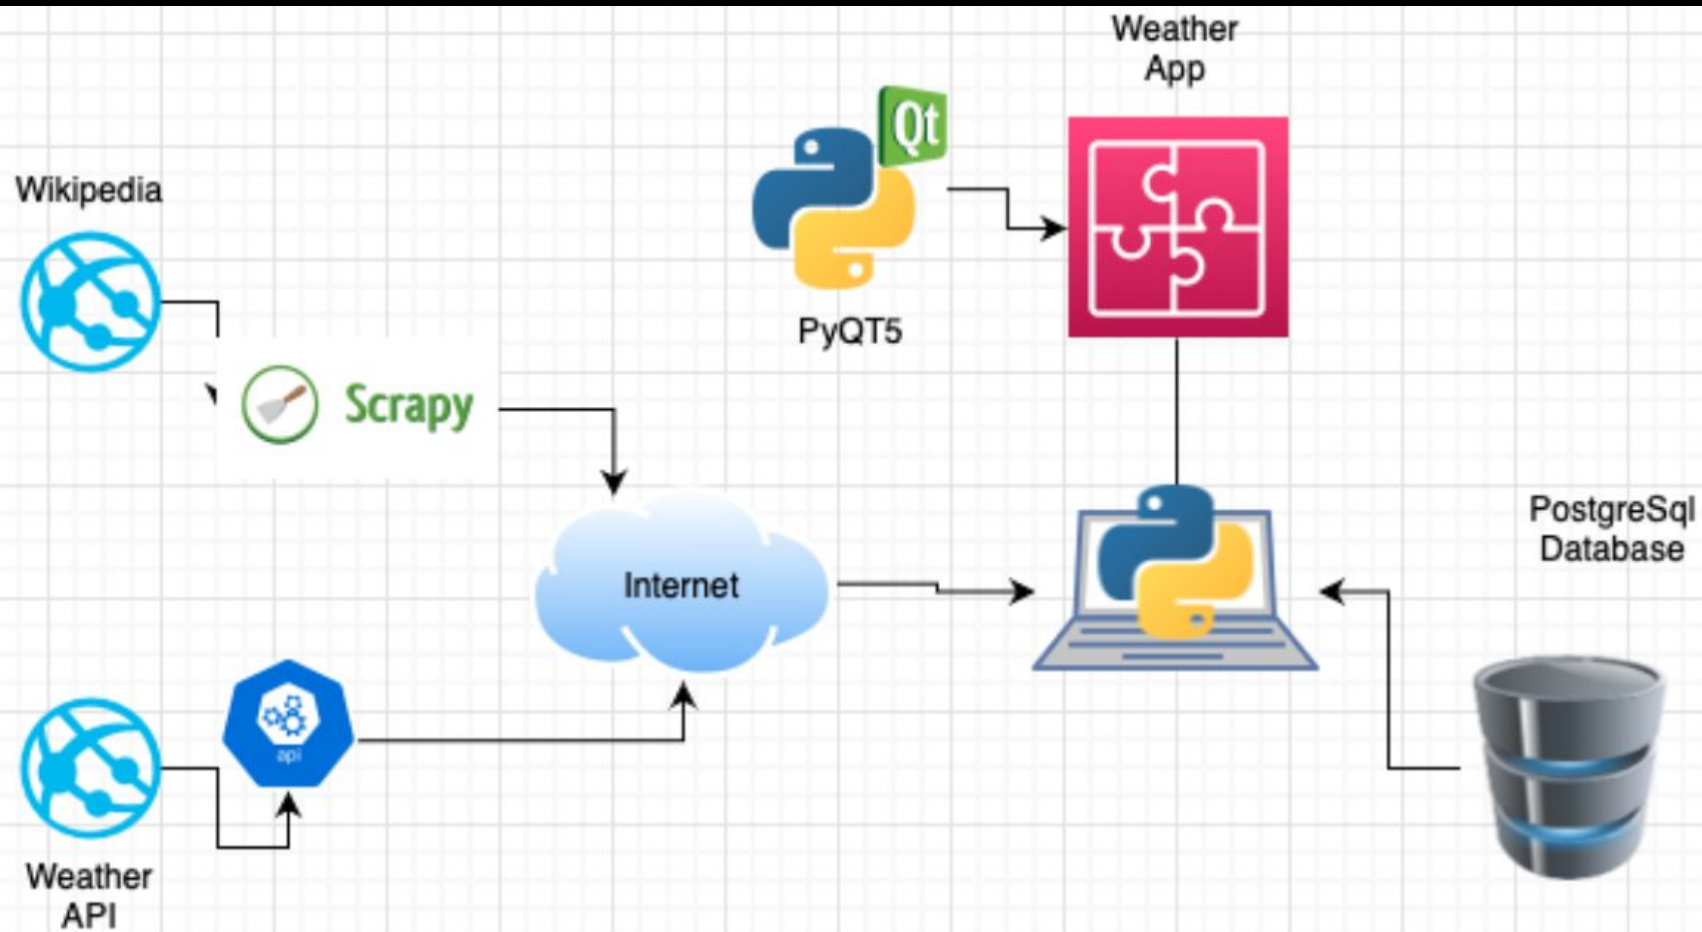 Weather
App
Qt
Wikipedia
PyQT5
Scrapy
PostgreSql
Database
Internet
api
Weather
API